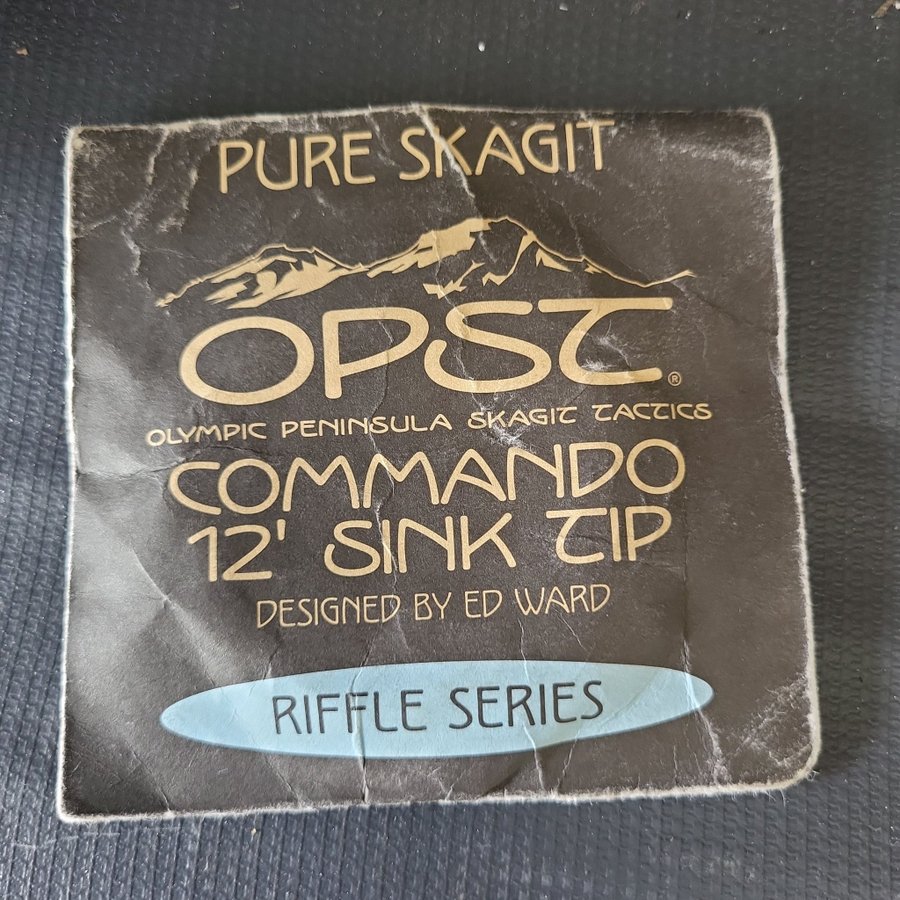 PURE SKAGIT
OPST®
OLYMPIC PENINSULA SKAGIT TACTICS
COMMANDO
12' SINK TIP
DESIGNED BY ED WARD
RIFFLE SERIES